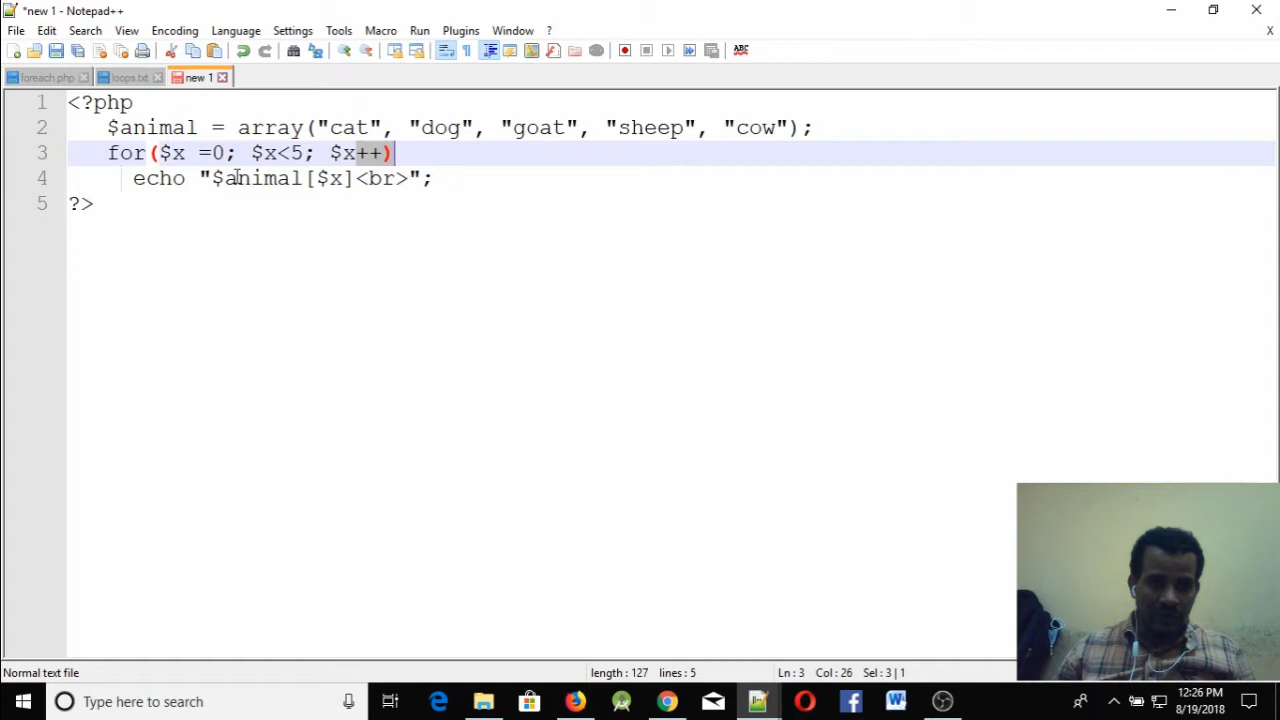 *new 1 - Notepad++
File Edit Search View Encoding Language Settings Tools Macro Run Plugins Window ? X
ABC
foreach.php loops.txt new 1
1 <?php
2 $animal = array("cat", "dog", "goat", "sheep", "cow");
3 for($x =0; $x<5; $x++)
4 echo "$animal[$x]<br>";
5 ?>
Normal text file length : 127 lines : 5 Ln : 3 Col : 26 Sel : 3 | 1
Type here to search
12:26 PM
8/19/2018